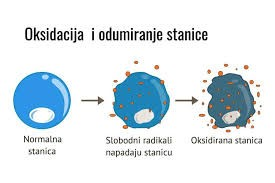 Oksidacija i odumiranje stanice
Normalna
stanica
Slobodni radikali
napadaju stanicu
Oksidirana stanica